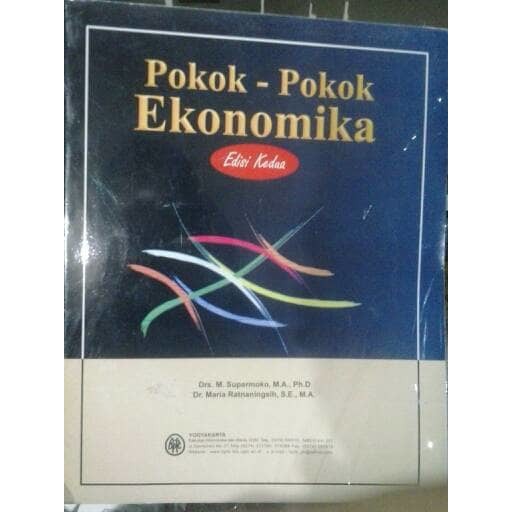 Pokok - Pokok
Ekonomika
Edisi Kedua
Drs. M. Suparmoko, M.A., Ph.D
Dr. Maria Ratnaningsih, S.E., M.A.
YOGYAKARTA